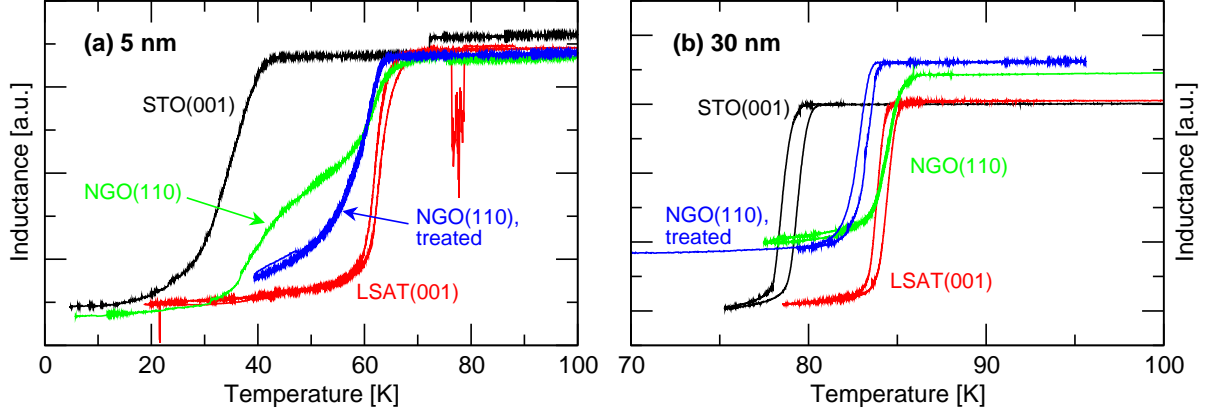 (a) 5 nm
STO(001)
NGO(110)
NGO(110),
treated
LSAT(001)
Inductance [a.u.]
0 20 40 60 80 100
Temperature [K]
(b) 30 nm
STO(001)
NGO(110)
NGO(110),
treated
LSAT(001)
Inductance [a.u.]
70 80 90 100
Temperature [K]